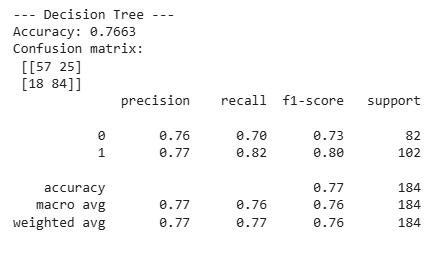 --- Decision Tree ---
Accuracy: 0.7663
Confusion matrix:
[[57 25]
[18 84]]
precision recall f1-score support
0 0.76 0.70 0.73 82
1 0.77 0.82 0.80 102
accuracy 0.77 184
macro avg 0.77 0.76 0.76 184
weighted avg 0.77 0.77 0.76 184